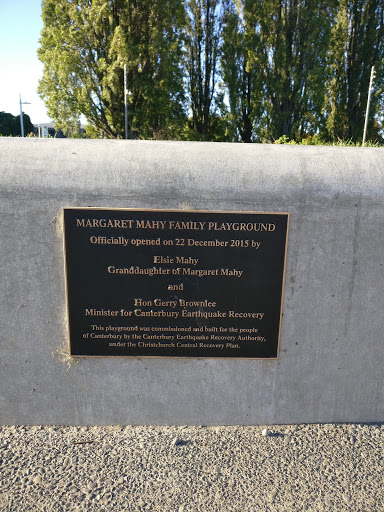 MARGARET MAHY FAMILY PLAYGROUND
Officially opened on 22 December 2015 by
Elsie Mahy
Granddaughter of Margaret Mahy
and
Hon Gerry Brownlee
Minister for Canterbury Earthquake Recovery
This playground was commissioned and built for the people
of Canterbury by the Canterbury Earthquake Recovery Authority,
under the Christchurch Central Recovery Plan.